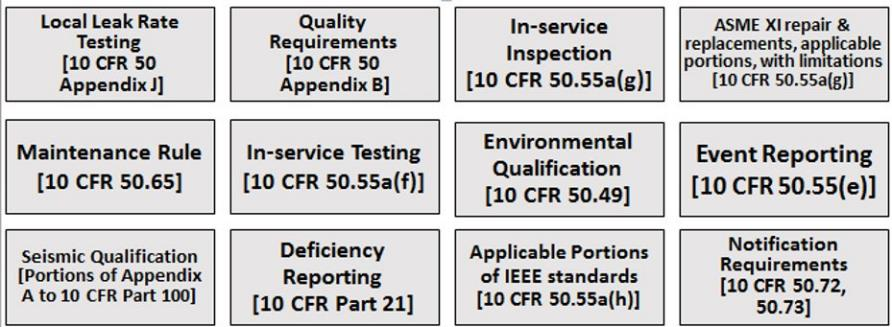 Local Leak Rate
Testing
[10 CFR 50
Appendix J]
Quality
Requirements
[10 CFR 50
Appendix B]
In-service
Inspection
[10 CFR 50.55a(g)]
ASME XI repair &
replacements, applicable
portions, with limitations
[10 CFR 50.55a(g)]
Maintenance Rule
[10 CFR 50.65]
In-service Testing
[10 CFR 50.55a(f)]
Environmental
Qualification
[10 CFR 50.49]
Event Reporting
[10 CFR 50.55(e)]
Seismic Qualification
[Portions of Appendix
A to 10 CFR Part 100]
Deficiency
Reporting
[10 CFR Part 21]
Applicable Portions
of IEEE standards
[10 CFR 50.55a(h)]
Notification
Requirements
[10 CFR 50.72,
50.73]